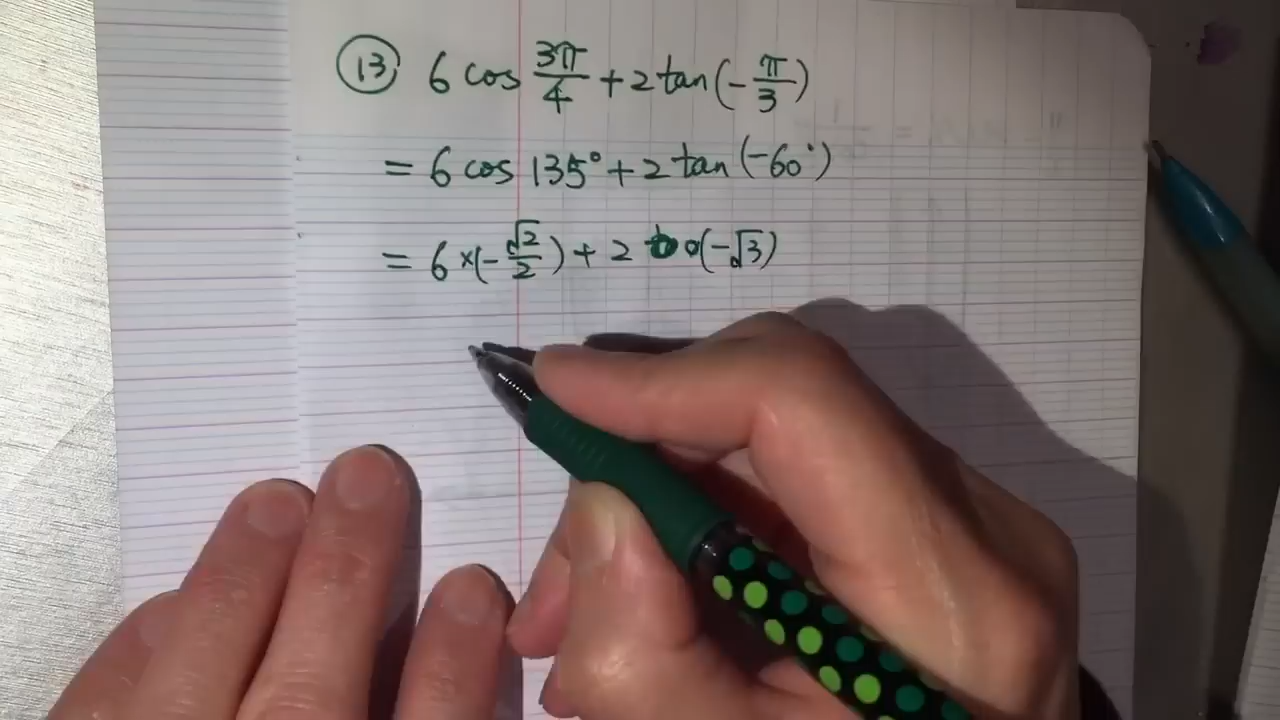 ⑬ 6 cos 3π/4 + 2 tan(-π/3)
= 6 cos 135° + 2 tan(-60°)
= 6 × (-√2/2) + 2 (-√3)